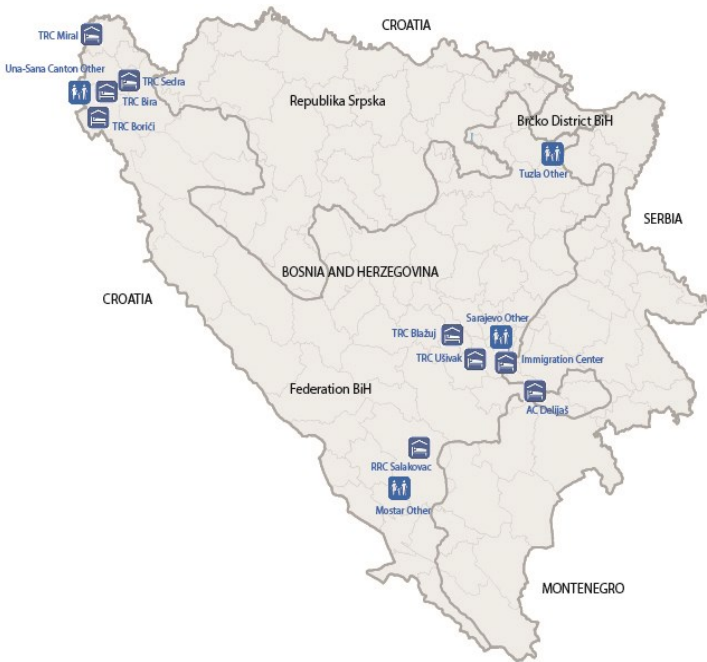 CROATIA
TRC Miral
Una-Sana Canton Other
TRC Sedra
TRC Bira
TRC Borići
Republika Srpska
Brčko District BiH
Tuzla Other
SERBIA
BOSNIA AND HERZEGOVINA
CROATIA
Sarajevo Other
TRC Blažuj
TRC Ušivak
Immigration Center
Federation BiH
AC Delijaš
RRC Salakovac
Mostar Other
MONTENEGRO